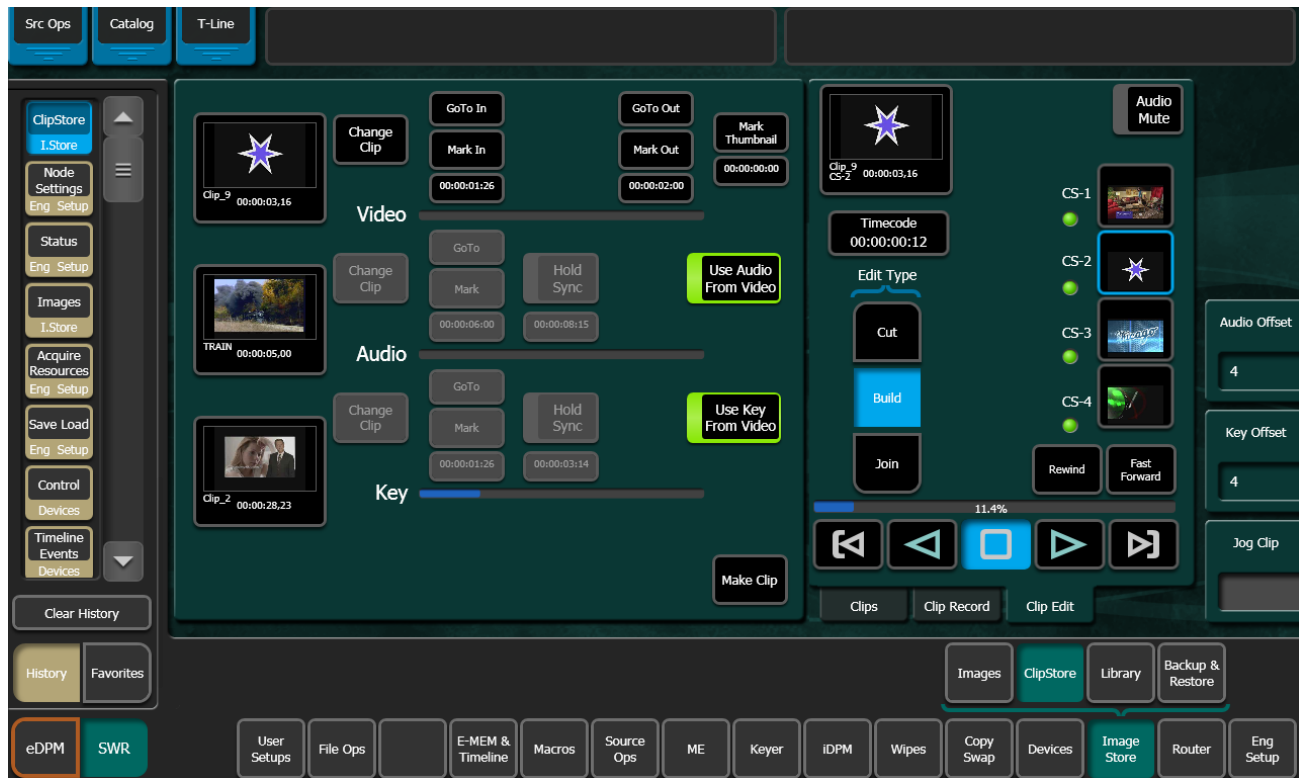 Src Ops
Catalog
T-Line
ClipStore
I.Store
Node
Settings
Eng Setup
Status
Eng Setup
Images
I.Store
Acquire
Resources
Eng Setup
Save Load
Eng Setup
Control
Devices
Timeline
Events
Devices
Clear History
History
Favorites
Clip_9 00:00:03,16
Change
Clip
GoTo In
Mark In
00:00:01:26
GoTo Out
Mark Out
00:00:02:00
Mark
Thumbnail
00:00:00:00
Video
TRAIN 00:00:05,00
Change
Clip
GoTo
Mark
00:00:06:00
Hold
Sync
00:00:08:15
Use Audio
From Video
Audio
Clip_2 00:00:28,23
Change
Clip
GoTo
Mark
00:00:01:26
Hold
Sync
00:00:03:14
Use Key
From Video
Key
Make Clip
Clip_9
CS-2 00:00:03,16
Audio
Mute
Timecode
00:00:00:12
Edit Type
Cut
Build
Join
CS-1
CS-2
CS-3
Chicago
CS-4
Rewind
Fast
Forward
11.4%
Clips
Clip Record
Clip Edit
Audio Offset
4
Key Offset
4
Jog Clip
Images
ClipStore
Library
Backup &
Restore
eDPM
SWR
User
Setups
File Ops
E-MEM &
Timeline
Macros
Source
Ops
ME
Keyer
iDPM
Wipes
Copy
Swap
Devices
Image
Store
Router
Eng
Setup